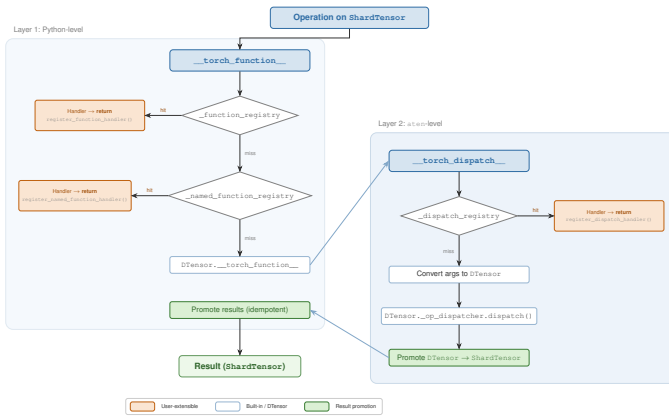 Operation on ShardTensor
Layer 1: Python-level
__torch_function__
_function_registry
hit
Handler → return
register_function_handler()
miss
_named_function_registry
hit
Handler → return
register_named_function_handler()
miss
DTensor.__torch_function__
Promote results (idempotent)
Result (ShardTensor)
Layer 2: aten-level
__torch_dispatch__
_dispatch_registry
hit
Handler → return
register_dispatch_handler()
miss
Convert args to DTensor
DTensor._op_dispatcher.dispatch()
Promote DTensor → ShardTensor
User-extensible
Built-in / DTensor
Result promotion